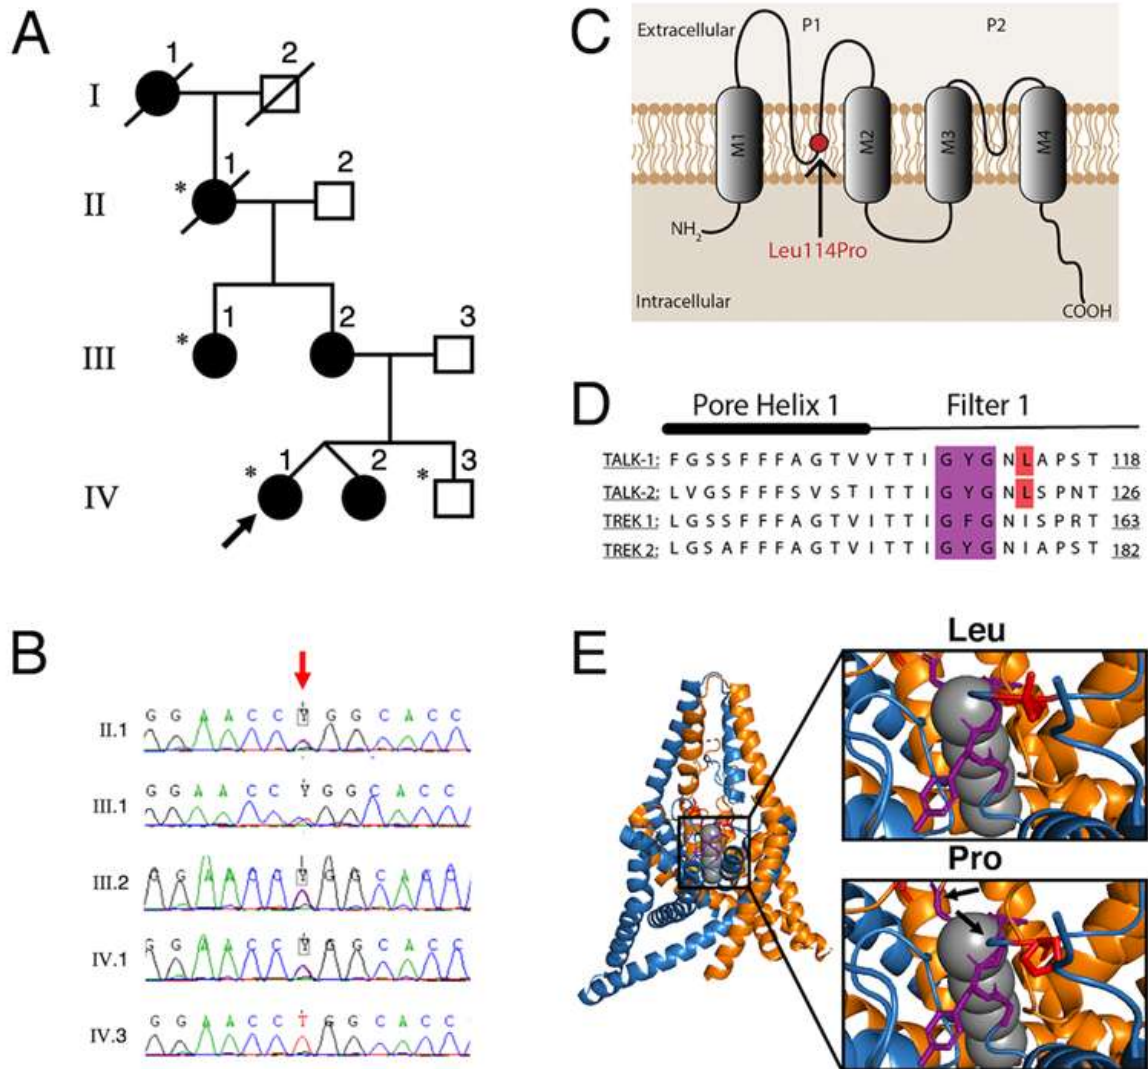 A
I
1
2
II
*
1
2
III
*
1
2
3
IV
*
1
2
*
3
B
II.1
G G A A C C Y G G C A C C
III.1
G G A A C C Y G G C A C C
III.2
G G A A C C Y G G C A C C
IV.1
G G A A C C Y G G C A C C
IV.3
G G A A C C T G G C A C C
C
Extracellular
P1
P2
M1
M2
M3
M4
NH2
Leu114Pro
Intracellular
COOH
D
Pore Helix 1 Filter 1
TALK-1: F G S S F F F A G T V V T T I G Y G N L A P S T 118
TALK-2: L V G S F F F S V S T I T T I G Y G N L S P N T 126
TREK 1: L G S S F F F A G T V I T T I G F G N I S P R T 163
TREK 2: L G S A F F F A G T V I T T I G Y G N I A P S T 182
E
Leu
Pro